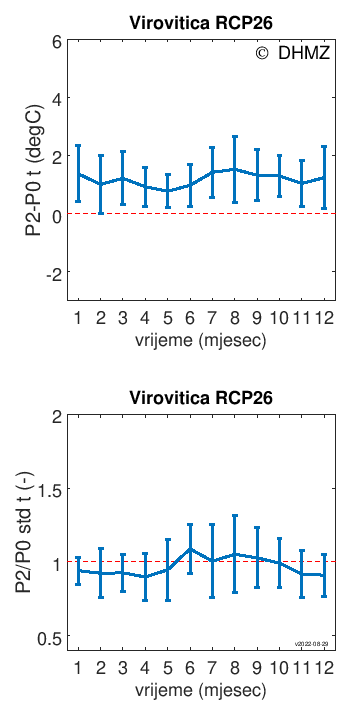 Virovitica RCP26
© DHMZ
6
4
2
0
-2
P2-P0 t (degC)
1 2 3 4 5 6 7 8 9 10 11 12
vrijeme (mjesec)
Virovitica RCP26
2
1.5
1
0.5
P2/P0 std t (-)
v2022-08-29
1 2 3 4 5 6 7 8 9 10 11 12
vrijeme (mjesec)